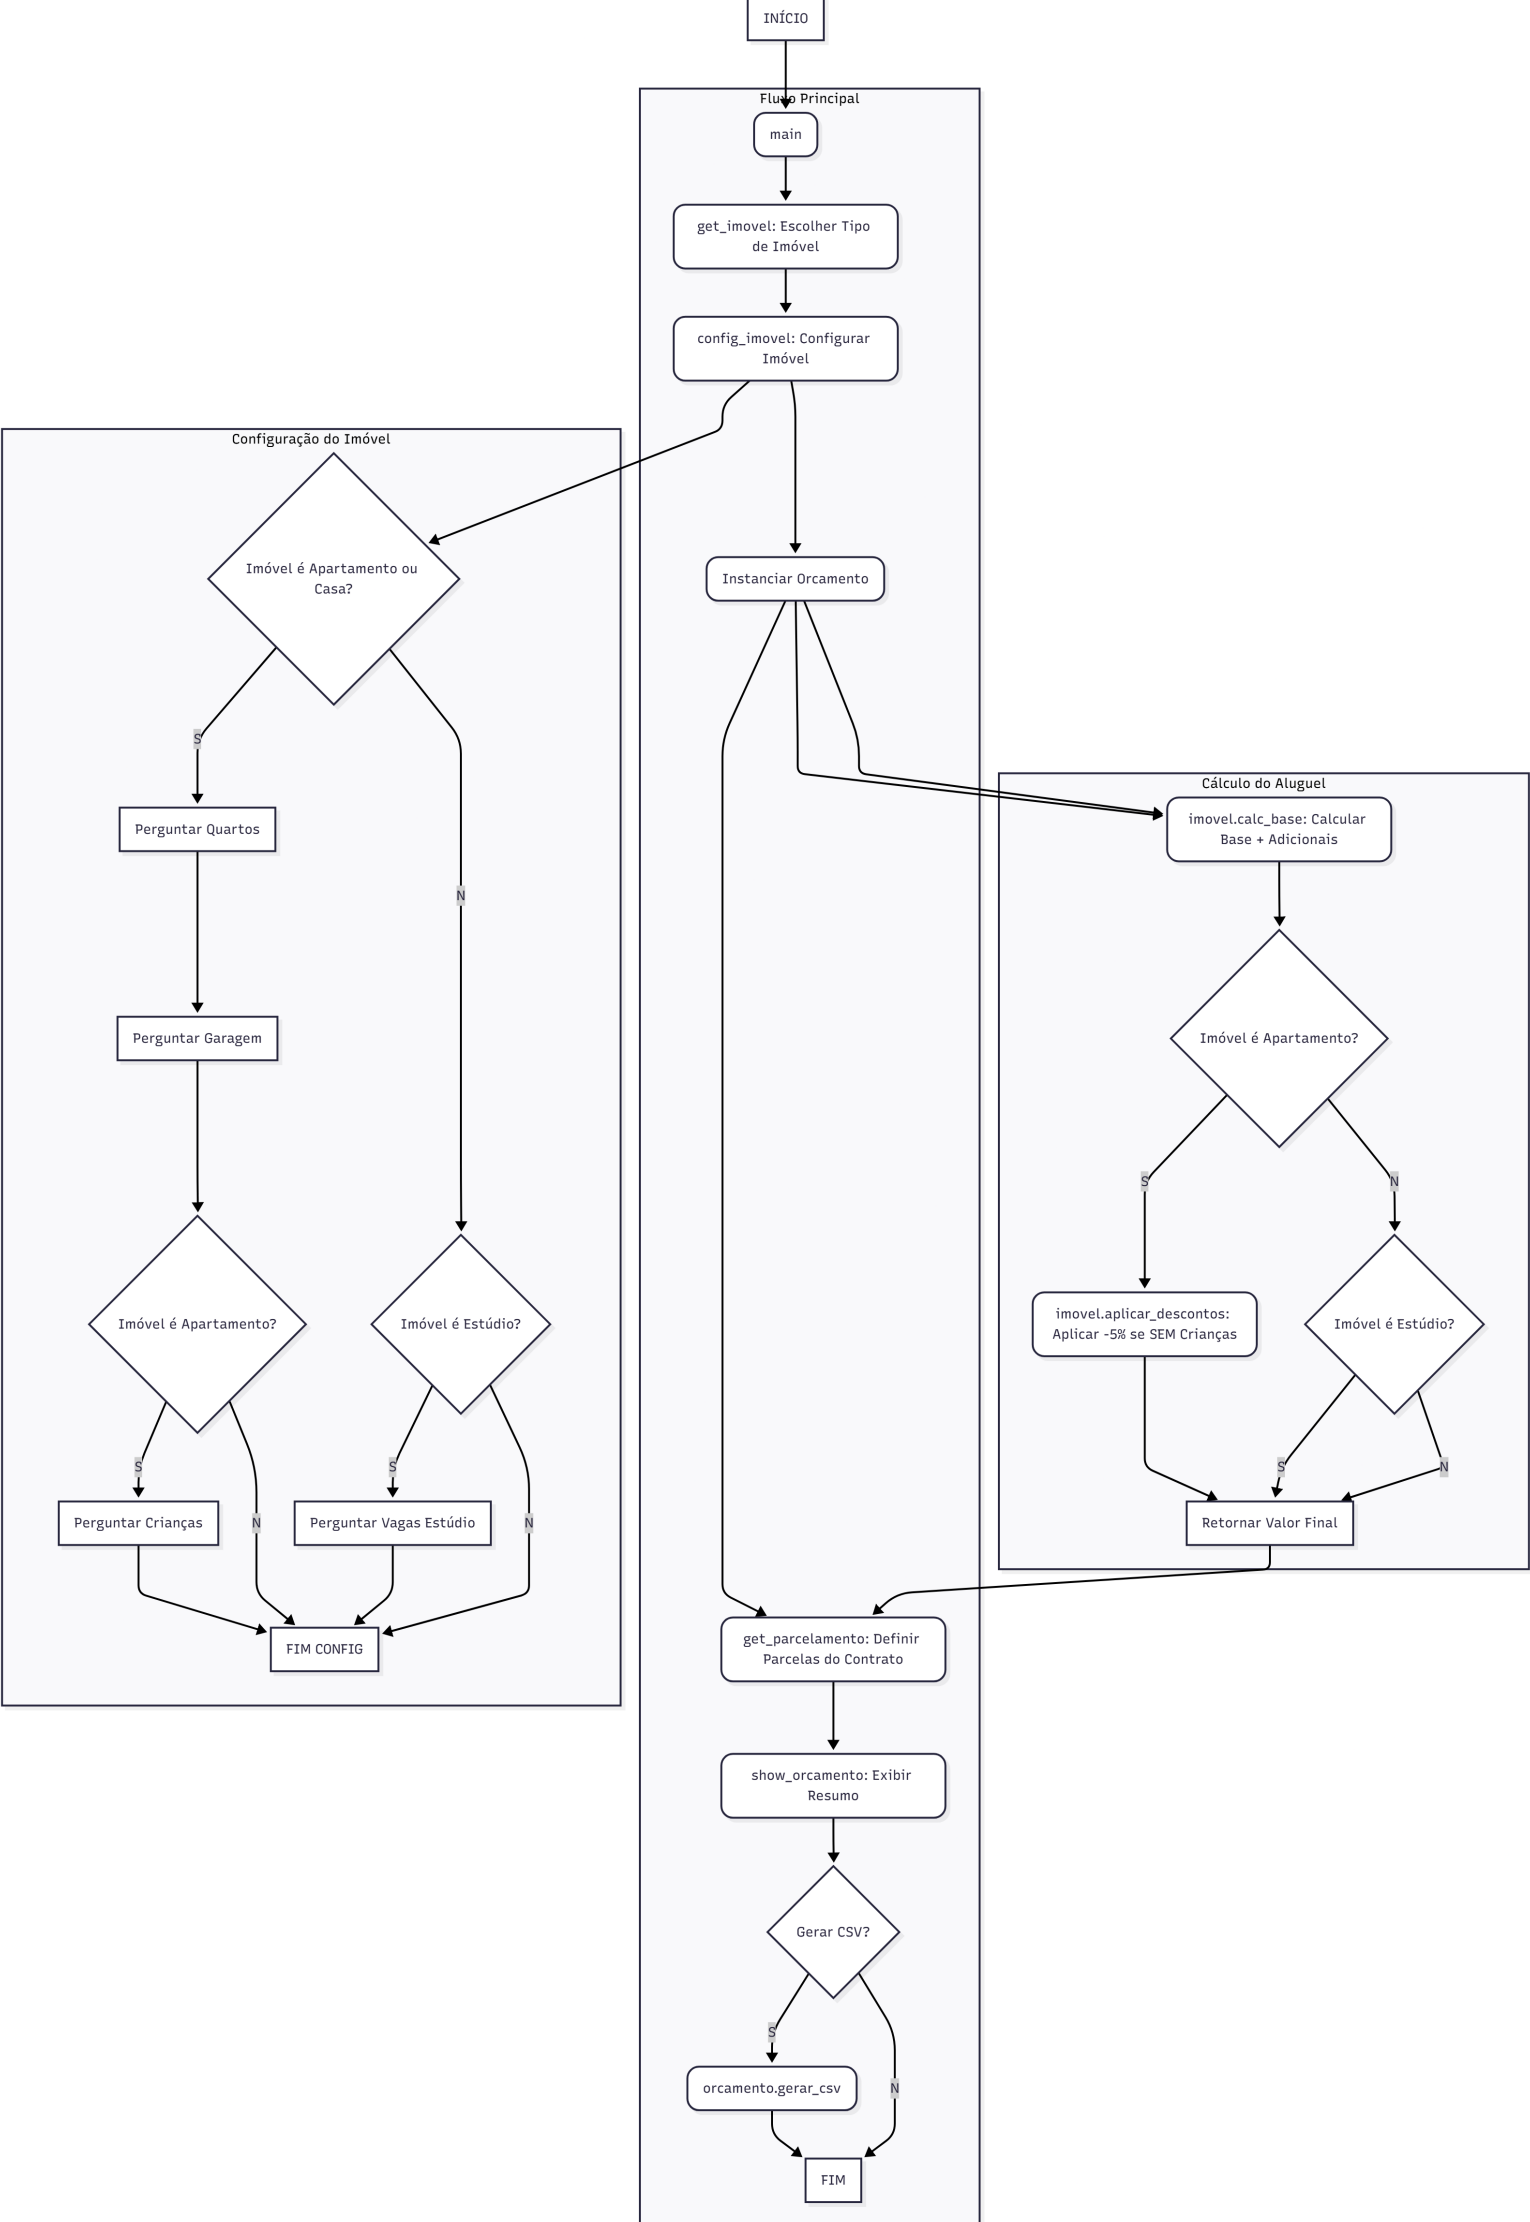 INÍCIO
Fluxo Principal
main
get_imovel: Escolher Tipo
de Imóvel
config_imovel: Configurar
Imóvel
Configuração do Imóvel
Imóvel é Apartamento ou
Casa?
Instanciar Orcamento
S
N
Perguntar Quartos
Perguntar Garagem
Imóvel é Apartamento?
Imóvel é Estúdio?
S
N
S
N
Perguntar Crianças
Perguntar Vagas Estúdio
FIM CONFIG
Cálculo do Aluguel
imovel.calc_base: Calcular
Base + Adicionais
Imóvel é Apartamento?
S
N
imovel.aplicar_descontos:
Aplicar -5% se SEM Crianças
Imóvel é Estúdio?
S
N
Retornar Valor Final
get_parcelamento: Definir
Parcelas do Contrato
show_orcamento: Exibir
Resumo
Gerar CSV?
S
N
orcamento.gerar_csv
FIM